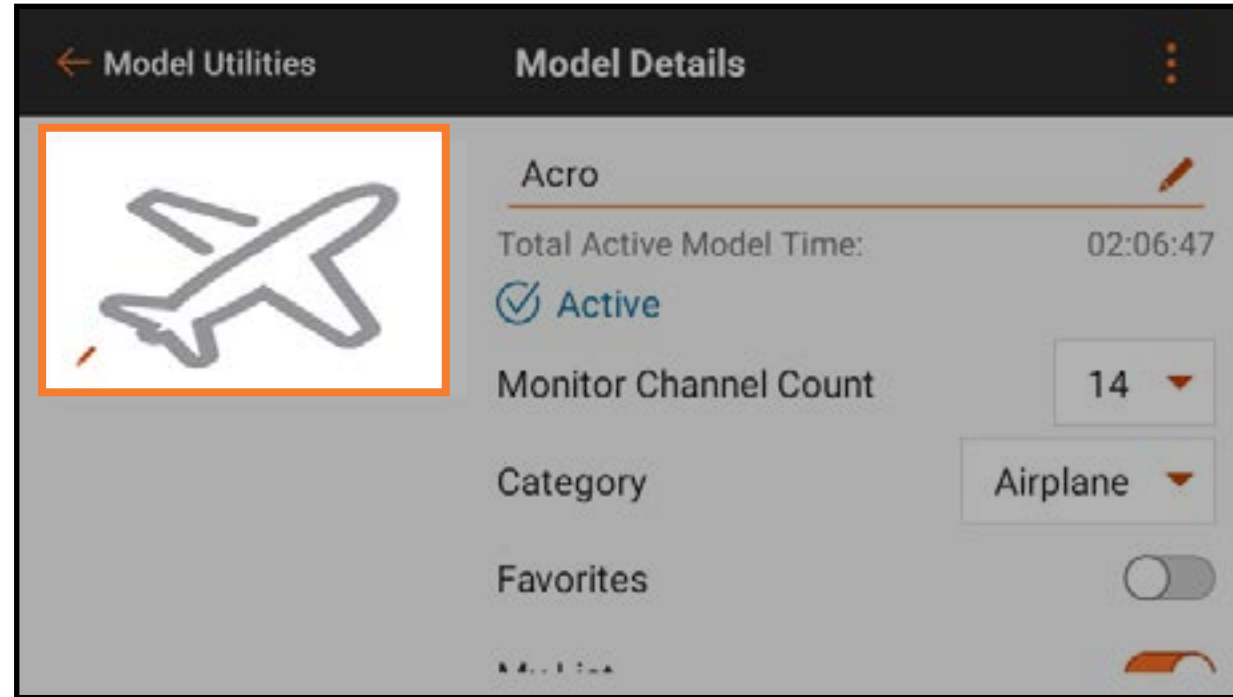 Model Utilities
Model Details
Acro
Total Active Model Time: 02:06:47
Active
Monitor Channel Count 14
Category Airplane
Favorites